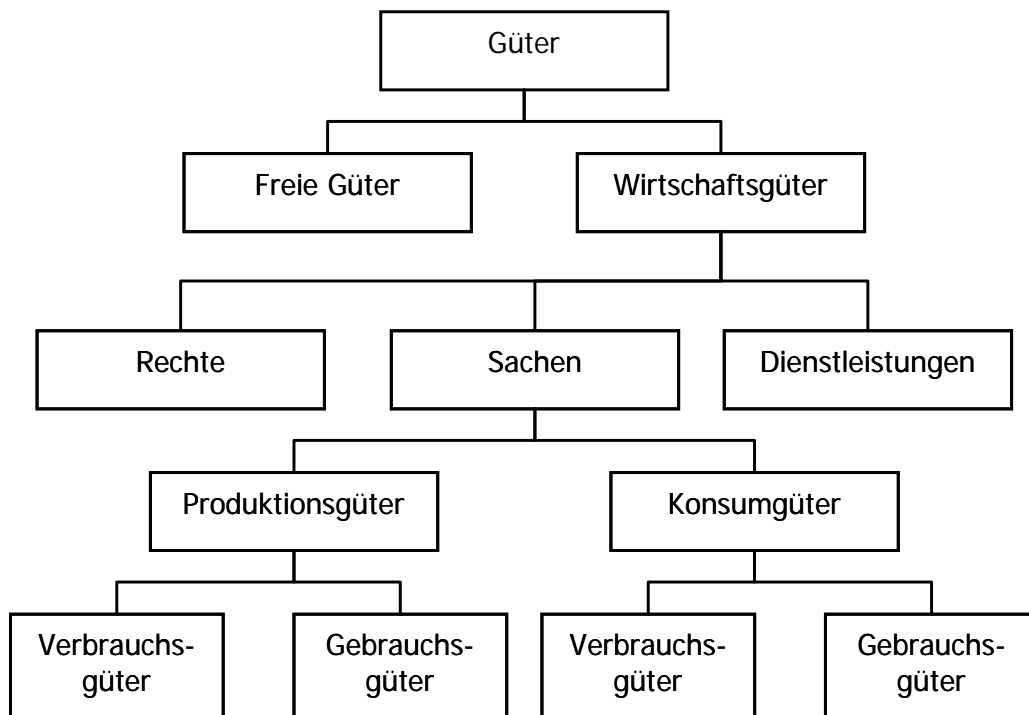 Güter
Freie Güter
Wirtschaftsgüter
Rechte
Sachen
Dienstleistungen
Produktionsgüter
Konsumgüter
Verbrauchs-
güter
Gebrauchs-
güter
Verbrauchs-
güter
Gebrauchs-
güter